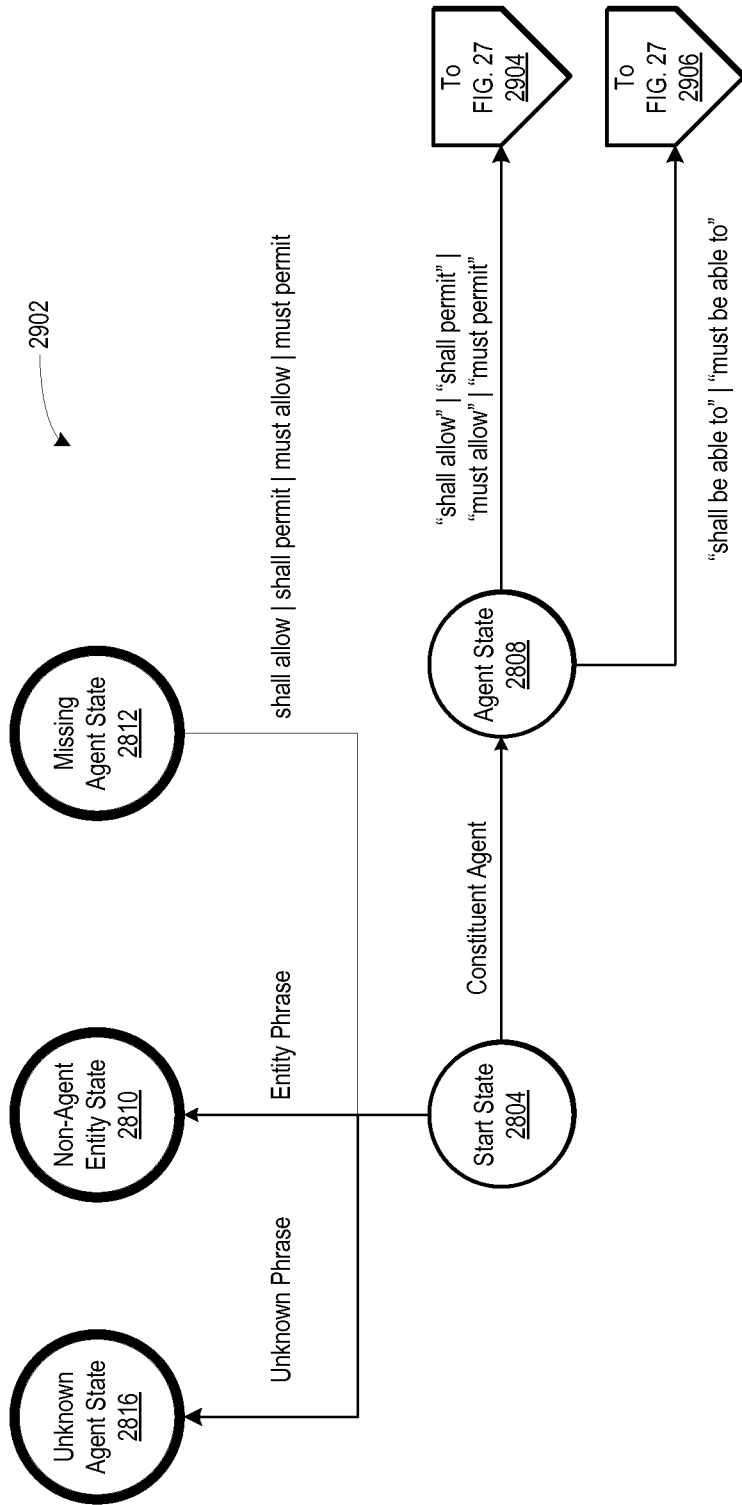 2902
Unknown
Agent State
2816
Non-Agent
Entity State
2810
Missing
Agent State
2812
Unknown Phrase
Entity Phrase
shall allow | shall permit | must allow | must permit
Start State
2804
Constituent Agent
Agent State
2808
“shall allow” | “shall permit” |
“must allow” | “must permit”
To
FIG. 27
2904
“shall be able to” | “must be able to”
To
FIG. 27
2906